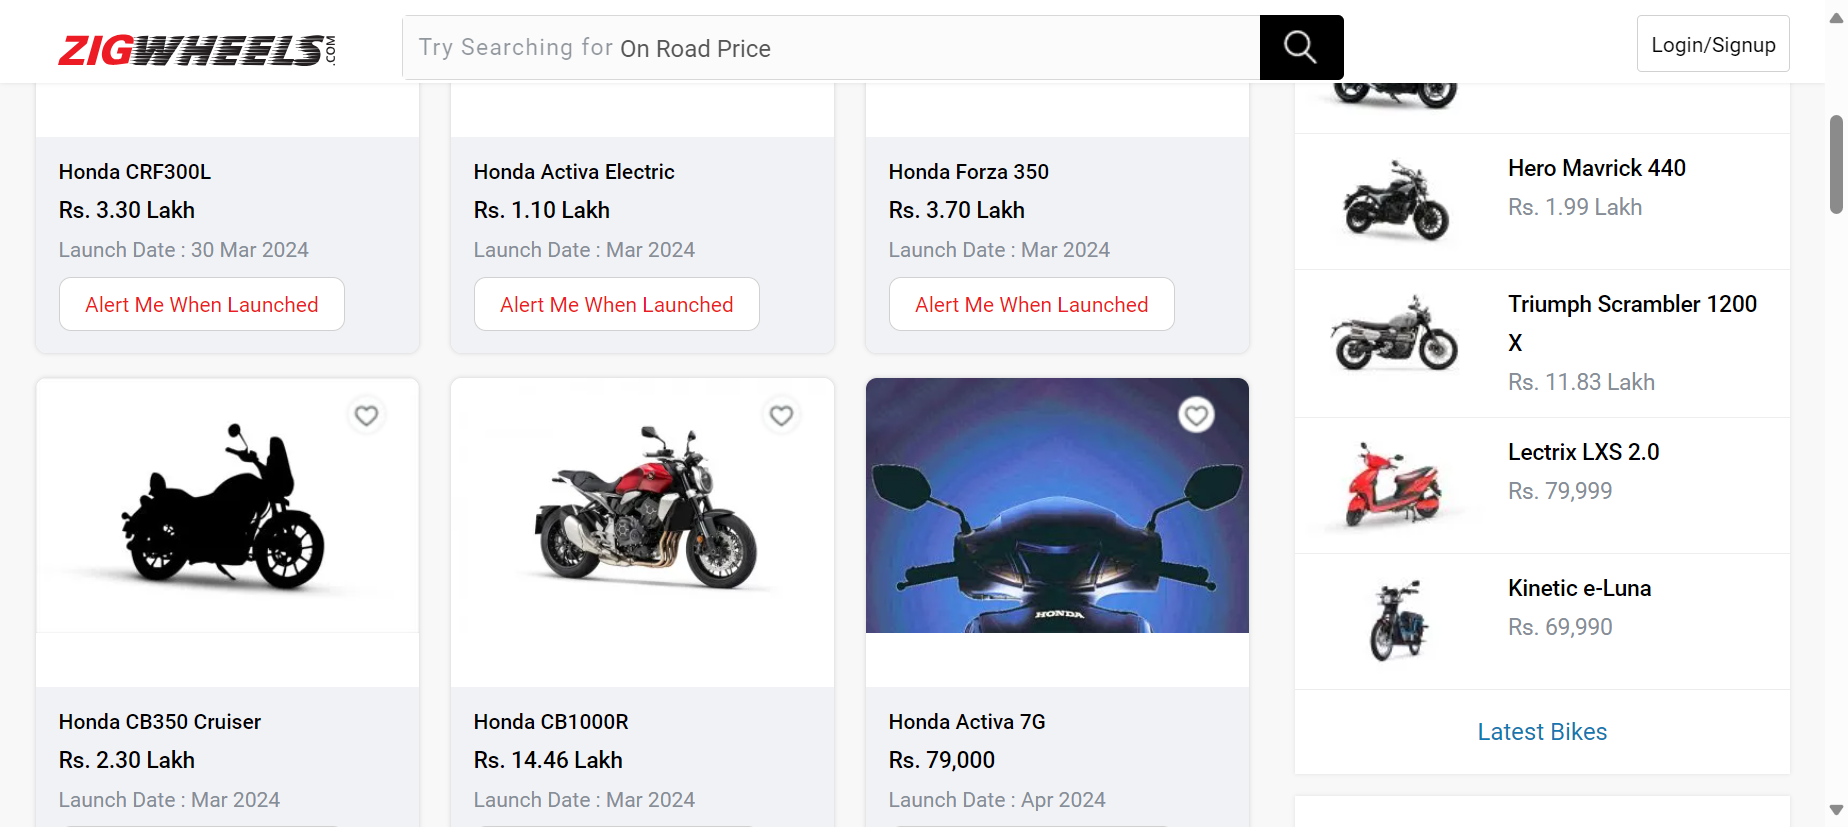 ZIGWHEELS.COM
Try Searching for On Road Price
Login/Signup
Honda CRF300L
Rs. 3.30 Lakh
Launch Date : 30 Mar 2024
Alert Me When Launched
Honda Activa Electric
Rs. 1.10 Lakh
Launch Date : Mar 2024
Alert Me When Launched
Honda Forza 350
Rs. 3.70 Lakh
Launch Date : Mar 2024
Alert Me When Launched
HONDA
Honda CB350 Cruiser
Rs. 2.30 Lakh
Launch Date : Mar 2024
Honda CB1000R
Rs. 14.46 Lakh
Launch Date : Mar 2024
Honda Activa 7G
Rs. 79,000
Launch Date : Apr 2024
Hero Mavrick 440
Rs. 1.99 Lakh
Triumph Scrambler 1200
X
Rs. 11.83 Lakh
Lectrix LXS 2.0
Rs. 79,999
Kinetic e-Luna
Rs. 69,990
Latest Bikes